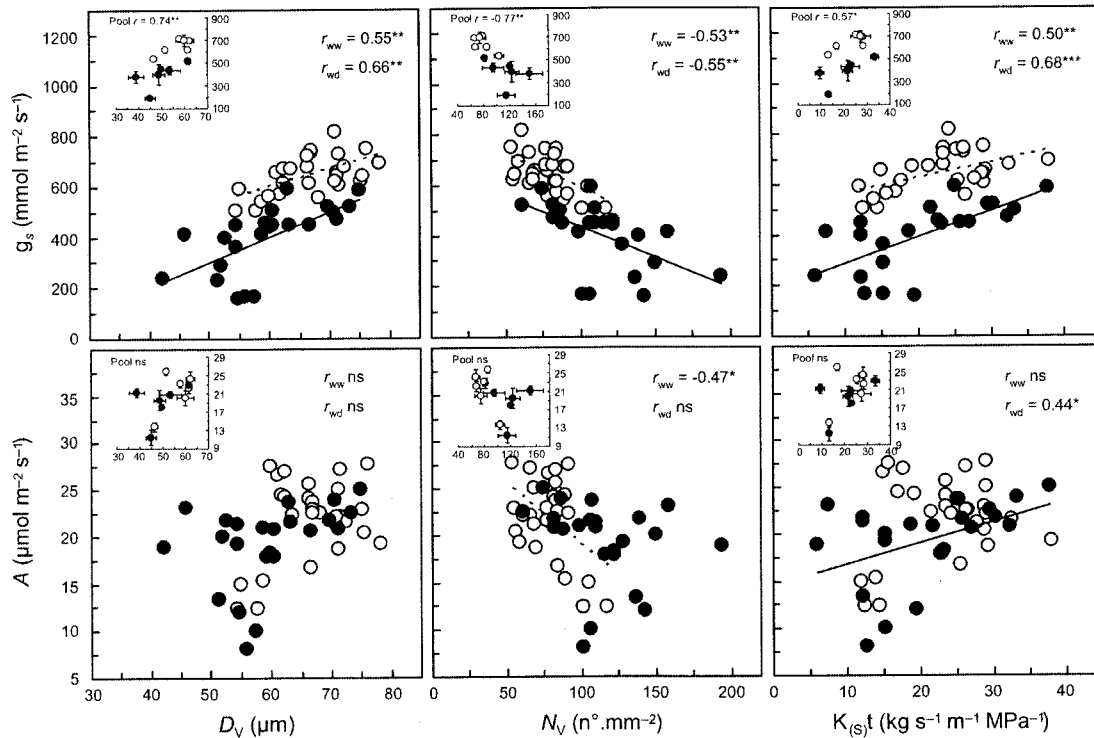 Pool r = 0.74**
r_ww = 0.55**
r_wd = 0.66**
900
700
500
300
100
30 40 50 60 70
1200
1000
800
600
400
200
0
g_s (mmol m⁻² s⁻¹)
Pool r = -0.77**
r_ww = -0.53**
r_wd = -0.55**
900
700
500
300
100
40 80 120 160
Pool r = 0.57*
r_ww = 0.50**
r_wd = 0.68***
900
700
500
300
100
0 10 20 30 40
Pool ns
r_ww ns
r_wd ns
29
25
21
17
13
9
30 40 50 60 70
35
30
25
20
15
10
5
A (µmol m⁻² s⁻¹)
30 40 50 60 70 80
D_V (µm)
Pool ns
r_ww = -0.47*
r_wd ns
29
25
21
17
13
9
40 80 120 160
0 50 100 150 200
N_V (n°.mm⁻²)
Pool ns
r_ww ns
r_wd = 0.44*
29
25
21
17
13
9
0 10 20 30 40
10 20 30 40
K_(S)t (kg s⁻¹ m⁻¹ MPa⁻¹)